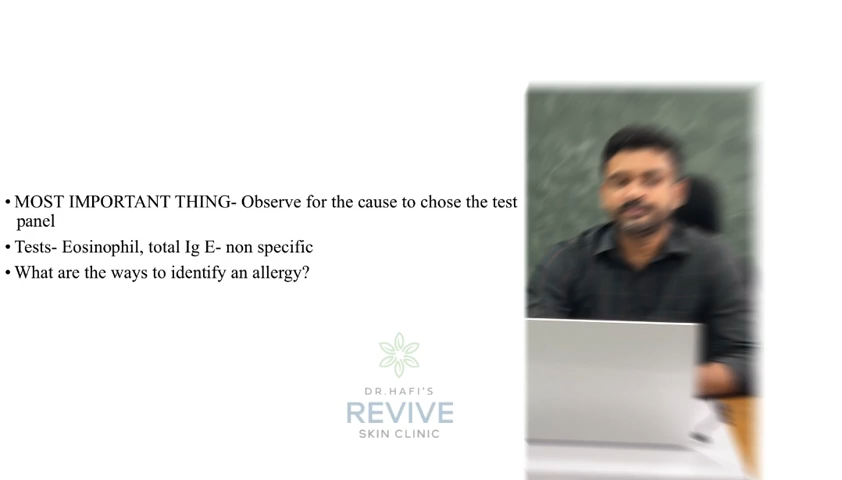 • MOST IMPORTANT THING- Observe for the cause to chose the test
panel
• Tests- Eosinophil, total Ig E- non specific
• What are the ways to identify an allergy?
DR.HAFI'S
REVIVE
SKIN CLINIC